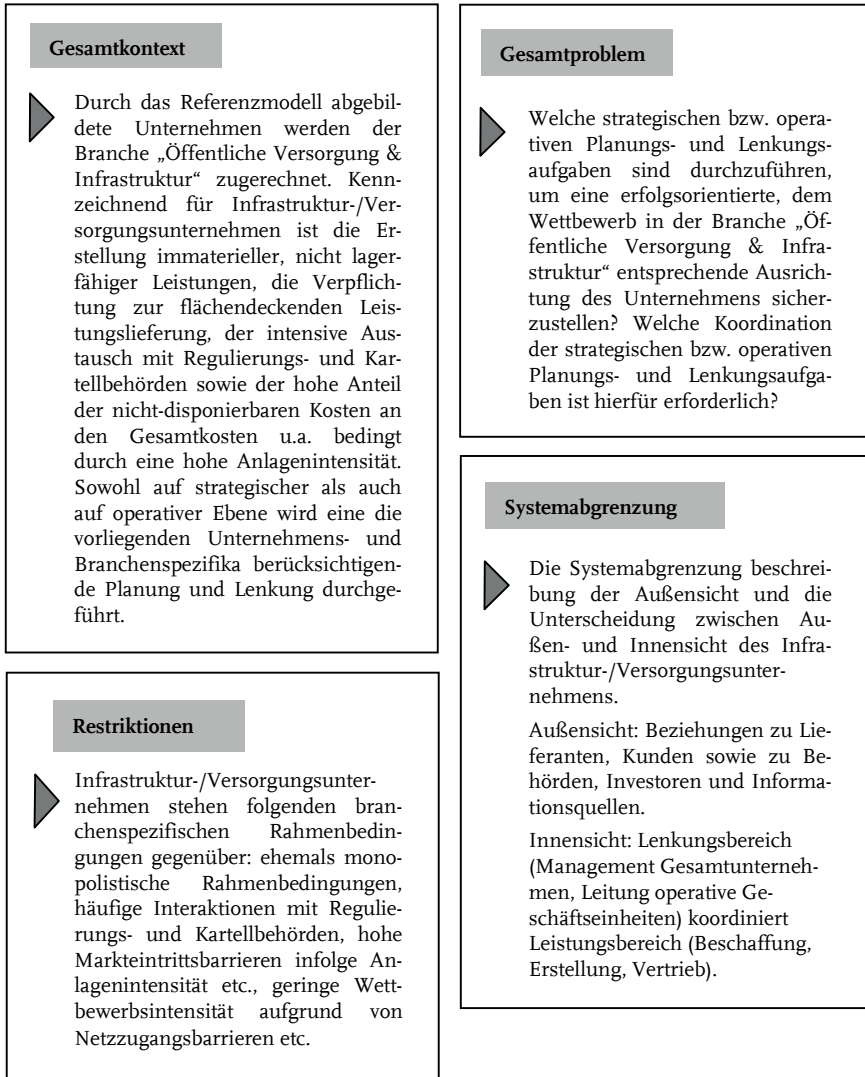 Gesamtkontext
Durch das Referenzmodell abgebil-
dete Unternehmen werden der
Branche „Öffentliche Versorgung &
Infrastruktur“ zugerechnet. Kenn-
zeichnend für Infrastruktur-/Ver-
sorgungsunternehmen ist die Er-
stellung immaterieller, nicht lager-
fähiger Leistungen, die Verpflich-
tung zur flächendeckenden Leis-
tungslieferung, der intensive Aus-
tausch mit Regulierungs- und Kar-
tellbehörden sowie der hohe Anteil
der nicht-disponierbaren Kosten an
den Gesamtkosten u.a. bedingt
durch eine hohe Anlagenintensität.
Sowohl auf strategischer als auch
auf operativer Ebene wird eine die
vorliegenden Unternehmens- und
Branchenspezifika berücksichtigen-
de Planung und Lenkung durchge-
führt.
Restriktionen
Infrastruktur-/Versorgungsunter-
nehmen stehen folgenden bran-
chenspezifischen Rahmenbedin-
gungen gegenüber: ehemals mono-
polistische Rahmenbedingungen,
häufige Interaktionen mit Regulie-
rungs- und Kartellbehörden, hohe
Markteintrittsbarrieren infolge An-
lagenintensität etc., geringe Wett-
bewerbsintensität aufgrund von
Netzzugangsbarrieren etc.
Gesamtproblem
Welche strategischen bzw. opera-
tiven Planungs- und Lenkungs-
aufgaben sind durchzuführen,
um eine erfolgsorientierte, dem
Wettbewerb in der Branche „Öf-
fentliche Versorgung & Infra-
struktur“ entsprechende Ausrich-
tung des Unternehmens sicher-
zustellen? Welche Koordination
der strategischen bzw. operativen
Planungs- und Lenkungsaufga-
ben ist hierfür erforderlich?
Systemabgrenzung
Die Systemabgrenzung beschrei-
bung der Außensicht und die
Unterscheidung zwischen Au-
ßen- und Innensicht des Infra-
struktur-/Versorgungsunter-
nehmens.
Außensicht: Beziehungen zu Lie-
feranten, Kunden sowie zu Be-
hörden, Investoren und Informa-
tionsquellen.
Innensicht: Lenkungsbereich
(Management Gesamtunterneh-
men, Leitung operative Ge-
schäftseinheiten) koordiniert
Leistungsbereich (Beschaffung,
Erstellung, Vertrieb).